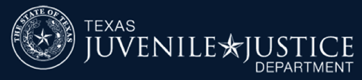 THE STATE OF TEXAS
TEXAS
JUVENILE★JUSTICE
DEPARTMENT